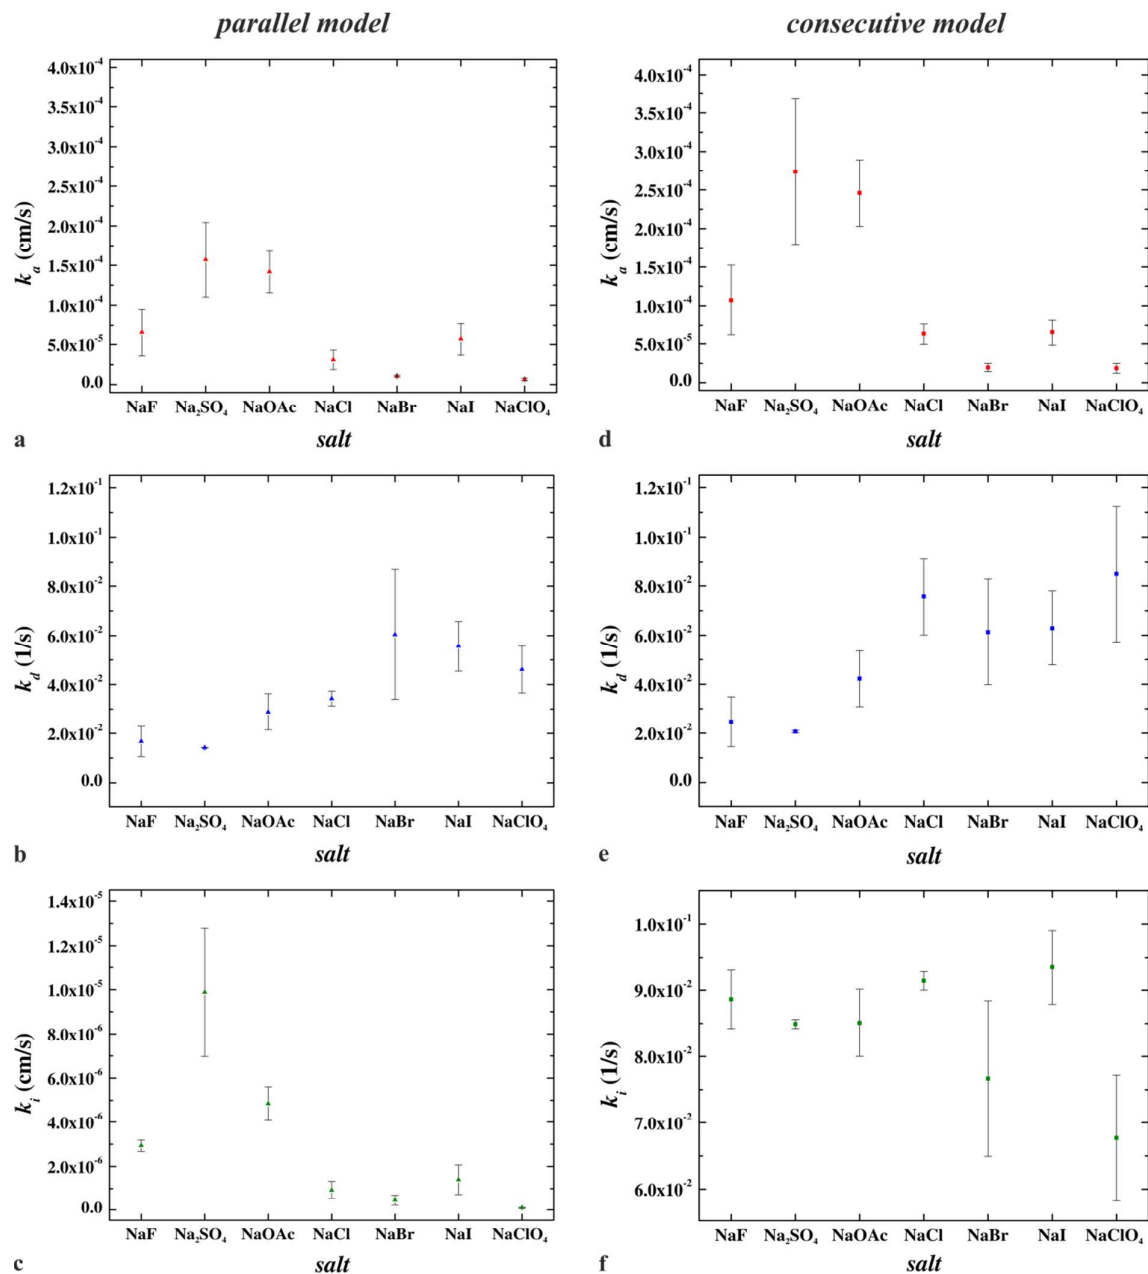 parallel model
consecutive model
4.0x10⁻⁴
3.5x10⁻⁴
3.0x10⁻⁴
2.5x10⁻⁴
2.0x10⁻⁴
1.5x10⁻⁴
1.0x10⁻⁴
5.0x10⁻⁵
0.0
kₐ (cm/s)
NaF Na₂SO₄ NaOAc NaCl NaBr NaI NaClO₄
a
salt
4.0x10⁻⁴
3.5x10⁻⁴
3.0x10⁻⁴
2.5x10⁻⁴
2.0x10⁻⁴
1.5x10⁻⁴
1.0x10⁻⁴
5.0x10⁻⁵
0.0
kₐ (cm/s)
NaF Na₂SO₄ NaOAc NaCl NaBr NaI NaClO₄
d
salt
1.2x10⁻¹
1.0x10⁻¹
8.0x10⁻²
6.0x10⁻²
4.0x10⁻²
2.0x10⁻²
0.0
k_d (1/s)
NaF Na₂SO₄ NaOAc NaCl NaBr NaI NaClO₄
b
salt
1.2x10⁻¹
1.0x10⁻¹
8.0x10⁻²
6.0x10⁻²
4.0x10⁻²
2.0x10⁻²
0.0
k_d (1/s)
NaF Na₂SO₄ NaOAc NaCl NaBr NaI NaClO₄
e
salt
1.4x10⁻⁵
1.2x10⁻⁵
1.0x10⁻⁵
8.0x10⁻⁶
6.0x10⁻⁶
4.0x10⁻⁶
2.0x10⁻⁶
0.0
kᵢ (cm/s)
NaF Na₂SO₄ NaOAc NaCl NaBr NaI NaClO₄
c
salt
1.0x10⁻¹
9.0x10⁻²
8.0x10⁻²
7.0x10⁻²
6.0x10⁻²
kᵢ (1/s)
NaF Na₂SO₄ NaOAc NaCl NaBr NaI NaClO₄
f
salt